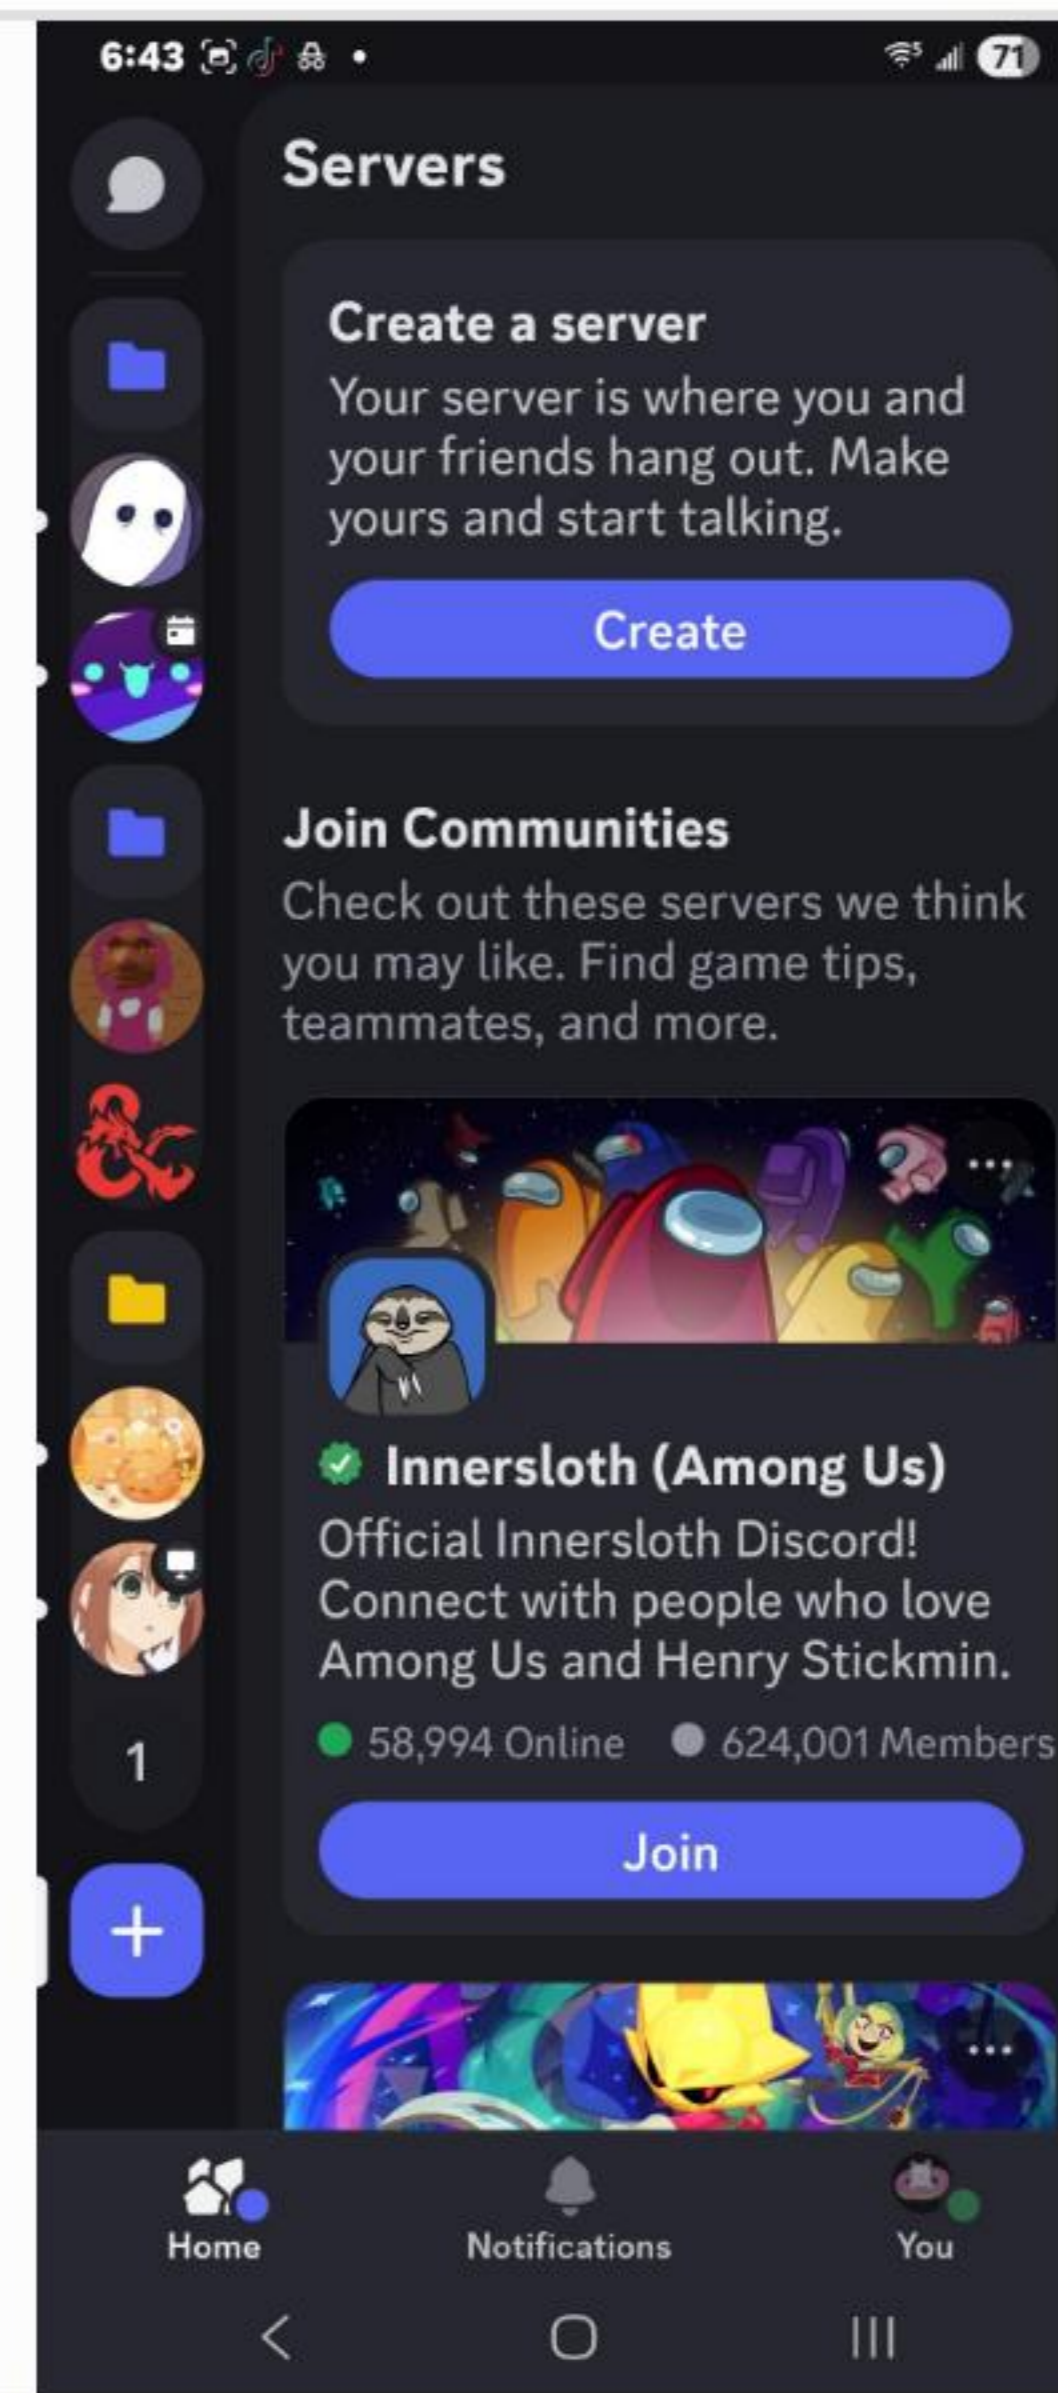 6:43
71
Servers
Create a server
Your server is where you and
your friends hang out. Make
yours and start talking.
Create
Join Communities
Check out these servers we think
you may like. Find game tips,
teammates, and more.
Innersloth (Among Us)
Official Innersloth Discord!
Connect with people who love
Among Us and Henry Stickmin.
58,994 Online 624,001 Members
1
Join
Home Notifications You